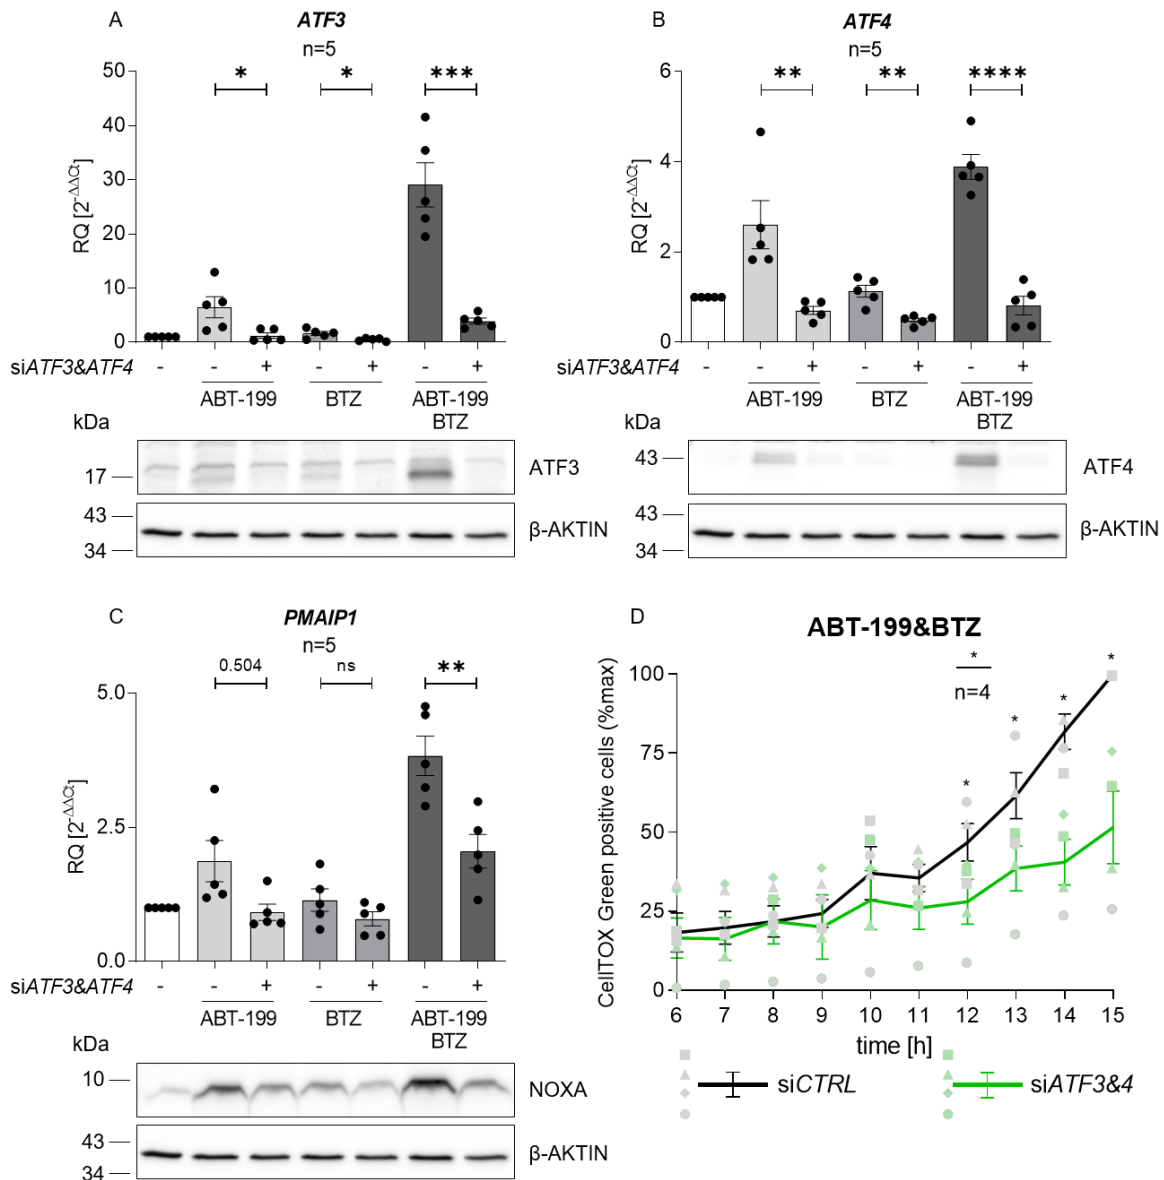 A
ATF3
n=5
* * ***
50
40
30
20
10
0
RQ [2-ΔΔCt]
siATF3&ATF4 - - + - + - +
ABT-199 BTZ ABT-199
BTZ
kDa
17
ATF3
43
34
β-AKTIN
B
ATF4
n=5
** ** ****
6
4
2
0
RQ [2-ΔΔCt]
siATF3&ATF4 - - + - + - +
ABT-199 BTZ ABT-199
BTZ
kDa
43
ATF4
43
34
β-AKTIN
C
PMAIP1
n=5
0.504 ns **
5.0
2.5
0.0
RQ [2-ΔΔCt]
siATF3&ATF4 - - + - + - +
ABT-199 BTZ ABT-199
BTZ
kDa
10
NOXA
43
34
β-AKTIN
D
ABT-199&BTZ
*
n=4
* * * *
100
75
50
25
0
CellTOX Green positive cells (%max)
6 7 8 9 10 11 12 13 14 15
time [h]
siCTRL
siATF3&4